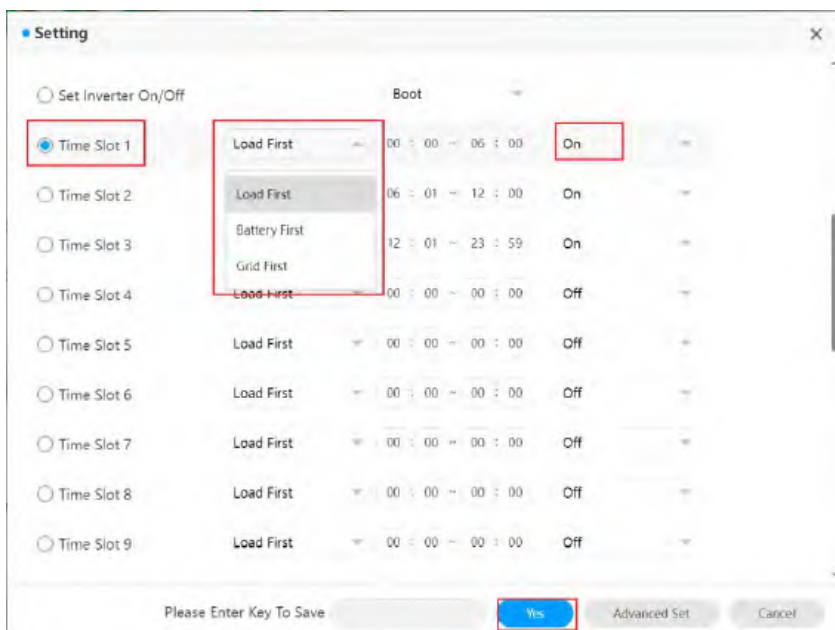 Setting
Set Inverter On/Off Boot
Time Slot 1 Load First 00 : 00 ~ 06 : 00 On
Time Slot 2 Load First 06 : 01 ~ 12 : 00 On
Battery First
Time Slot 3 12 : 01 ~ 23 : 59 On
Grid First
Time Slot 4 Load First 00 : 00 ~ 00 : 00 Off
Time Slot 5 Load First 00 : 00 ~ 00 : 00 Off
Time Slot 6 Load First 00 : 00 ~ 00 : 00 Off
Time Slot 7 Load First 00 : 00 ~ 00 : 00 Off
Time Slot 8 Load First 00 : 00 ~ 00 : 00 Off
Time Slot 9 Load First 00 : 00 ~ 00 : 00 Off
Please Enter Key To Save Yes Advanced Set Cancel